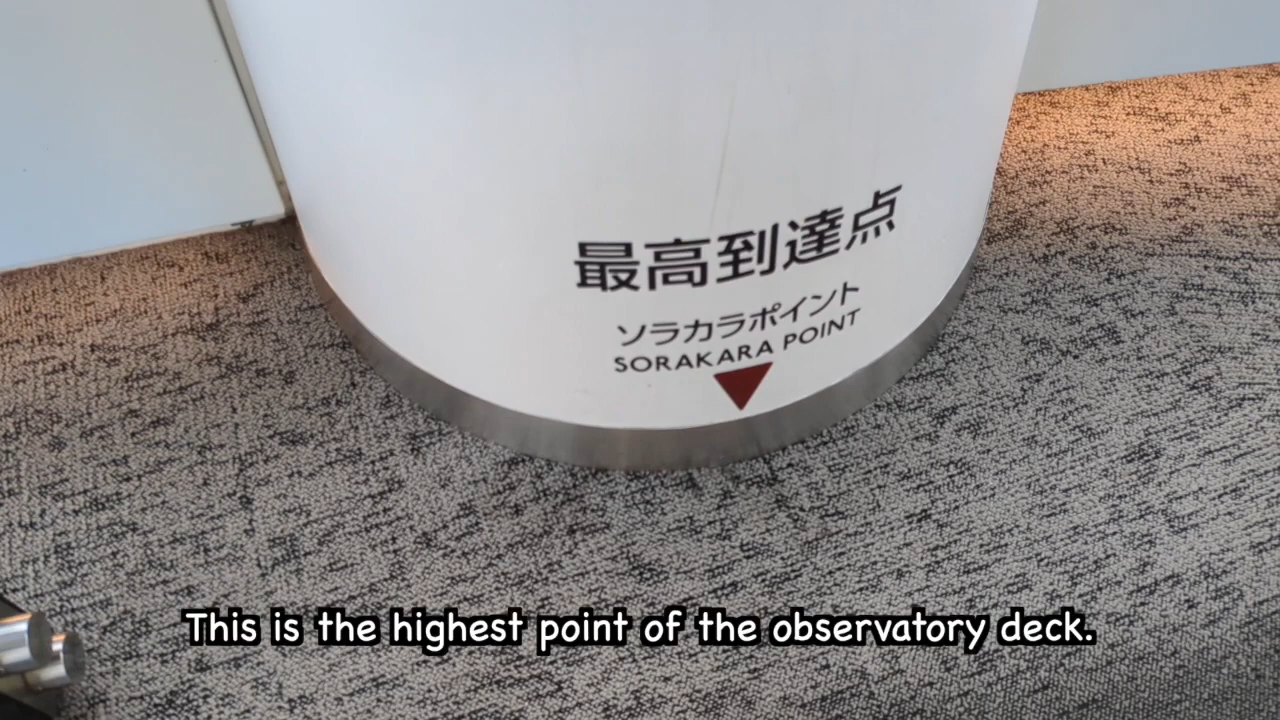 最高到達点
ソラカラポイント
SORAKARA POINT
This is the highest point of the observatory deck.